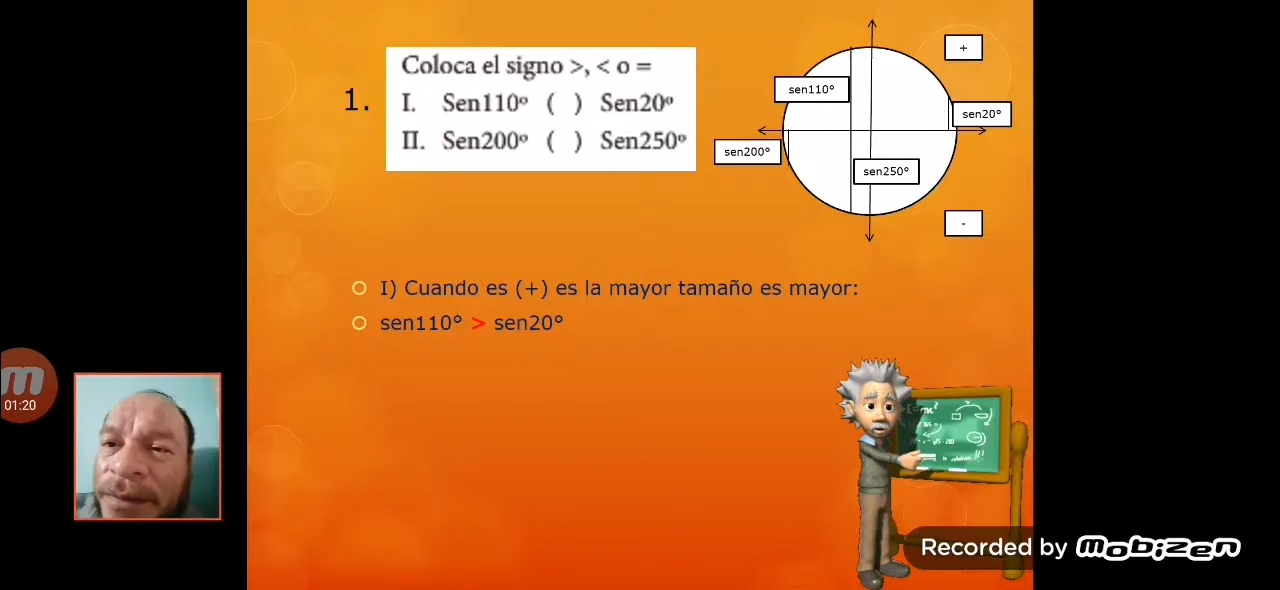 Coloca el signo >, < o =
1.
I. Sen110° ( ) Sen20°
II. Sen200° ( ) Sen250°
+
sen110°
sen20°
sen200°
sen250°
-
I) Cuando es (+) es la mayor tamaño es mayor:
sen110° > sen20°
m
01:20
Recorded by Mobizen